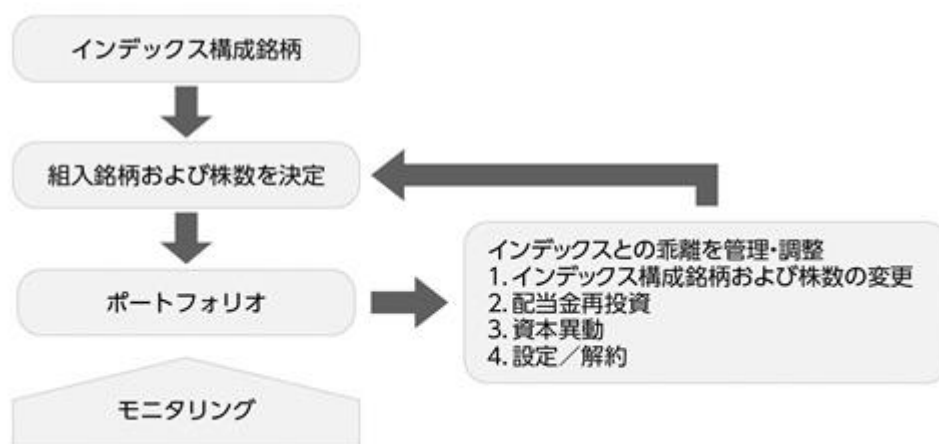 インデックス構成銘柄
組入銘柄および株数を決定
ポートフォリオ
インデックスとの乖離を管理・調整
1. インデックス構成銘柄および株数の変更
2. 配当金再投資
3. 資本異動
4. 設定／解約
モニタリング